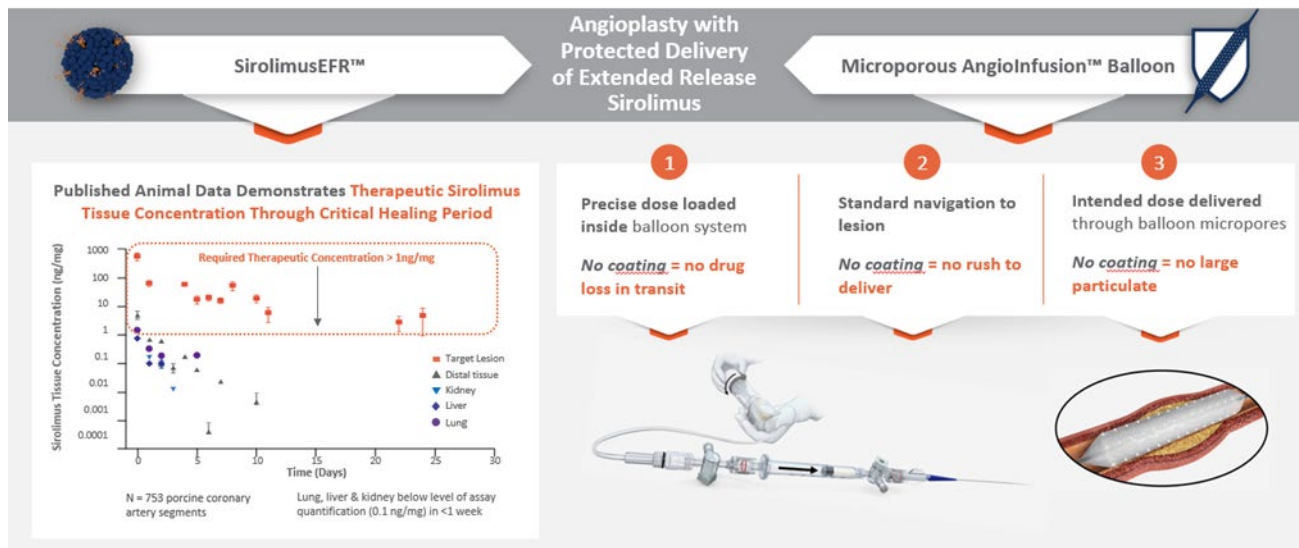 SirolimusEFR™
Angioplasty with
Protected Delivery
of Extended Release
Sirolimus
Microporous AngioInfusion™ Balloon
Published Animal Data Demonstrates Therapeutic Sirolimus
Tissue Concentration Through Critical Healing Period
Sirolimus Tissue Concentration (ng/mg)
1000
100
10
1
0.1
0.01
0.001
0.0001
Required Therapeutic Concentration > 1ng/mg
Target Lesion
Distal tissue
Kidney
Liver
Lung
0 5 10 15 20 25 30
Time (Days)
N = 753 porcine coronary
artery segments
Lung, liver & kidney below level of assay
quantification (0.1 ng/mg) in <1 week
1
Precise dose loaded
inside balloon system
No coating = no drug
loss in transit
2
Standard navigation to
lesion
No coating = no rush to
deliver
3
Intended dose delivered
through balloon micropores
No coating = no large
particulate